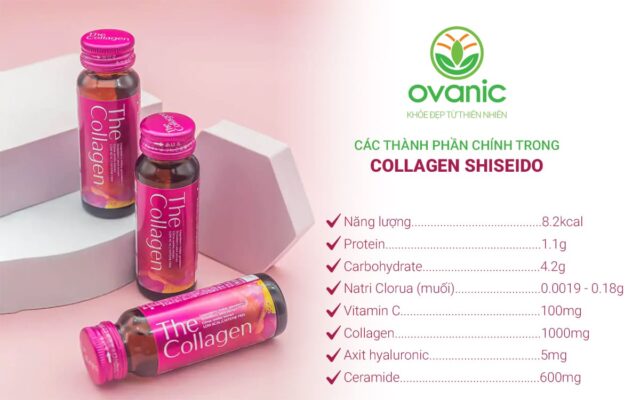 ovanic
KHỎE ĐẸP TỪ THIÊN NHIÊN
CÁC THÀNH PHẦN CHÍNH TRONG
COLLAGEN SHISEIDO
Năng lượng......................................8.2kcal
Protein..............................................1.1g
Carbohydrate...................................4.2g
Natri Clorua (muối).........................0.0019 - 0.18g
Vitamin C.........................................100mg
Collagen...........................................1000mg
Axit hyaluronic................................5mg
Ceramide.........................................600mg
The
Collagen
The
Collagen
The
Collagen